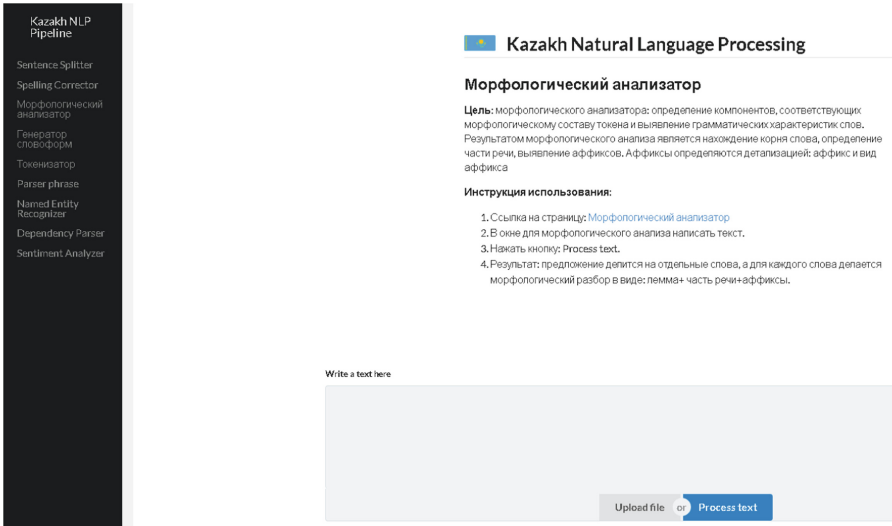 Kazakh NLP
Pipeline
Sentence Splitter
Spelling Corrector
Морфологический
анализатор
Генератор
словоформ
Токенизатор
Parser phrase
Named Entity
Recognizer
Dependency Parser
Sentiment Analyzer
Kazakh Natural Language Processing
Морфологический анализатор
Цель: морфологического анализатора: определение компонентов, соответствующих
морфологическому составу токена и выявление грамматических характеристик слов.
Результатом морфологического анализа является нахождение корня слова, определение
части речи, выявление аффиксов. Аффиксы определяются детализацией: аффикс и вид
аффикса
Инструкция использования:
1. Ссылка на страницу: Морфологический анализатор
2. В окне для морфологического анализа написать текст.
3. Нажать кнопку: Process text.
4. Результат: предложение делится на отдельные слова, а для каждого слова делается
морфологический разбор в виде: лемма+ часть речи+аффиксы.
Write a text here
Upload file or Process text